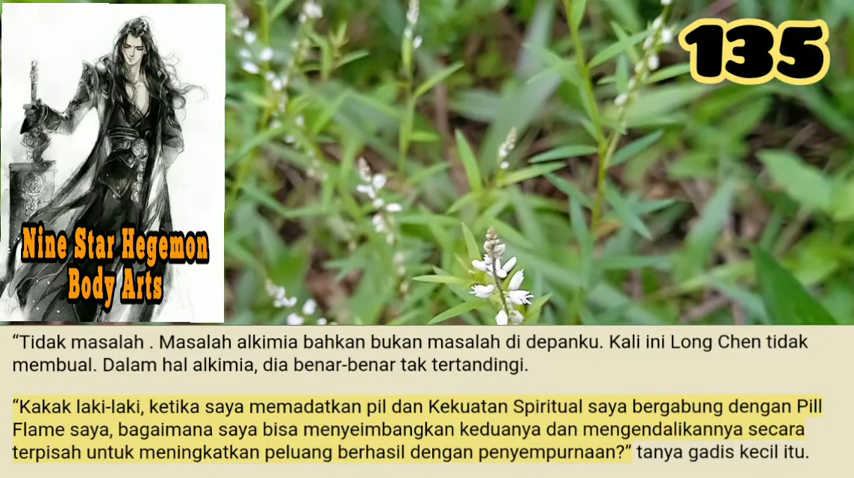 135
Nine Star Hegemon
Body Arts
“Tidak masalah . Masalah alkimia bahkan bukan masalah di depanku. Kali ini Long Chen tidak
membual. Dalam hal alkimia, dia benar-benar tak tertandingi.
“Kakak laki-laki, ketika saya memadatkan pil dan Kekuatan Spiritual saya bergabung dengan Pill
Flame saya, bagaimana saya bisa menyeimbangkan keduanya dan mengendalikannya secara
terpisah untuk meningkatkan peluang berhasil dengan penyempurnaan?” tanya gadis kecil itu.